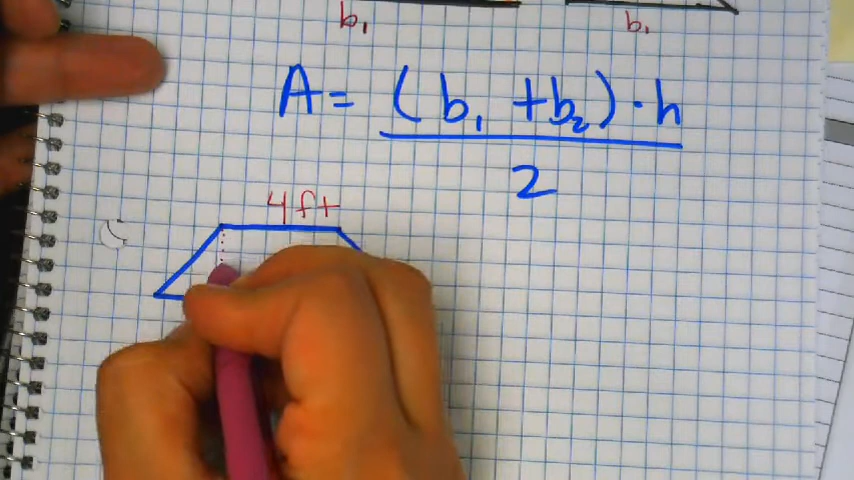 b₁ b₁
A = (b₁ + b₂) · h
2
4ft